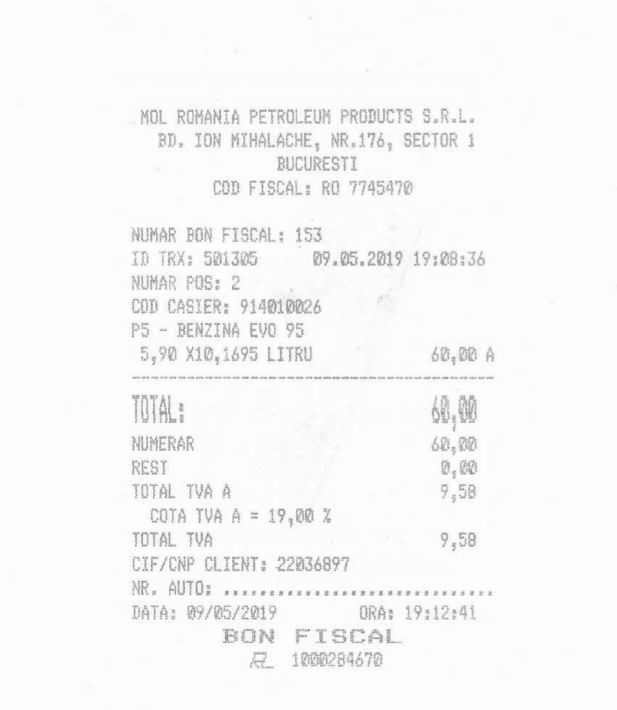 MOL ROMANIA PETROLEUM PRODUCTS S.R.L.
BD. ION MIHALACHE, NR.176, SECTOR 1
BUCURESTI
COD FISCAL: RO 7745470
NUMAR BON FISCAL: 153
ID TRX: 501305 09.05.2019 19:08:36
NUMAR POS: 2
COD CASIER: 914010026
P5 - BENZINA EVO 95
5,90 X10,1695 LITRU 60,00 A
----------------------------------------
TOTAL: 60,00
NUMERAR 60,00
REST 0,00
TOTAL TVA A 9,58
COTA TVA A = 19,00 %
TOTAL TVA 9,58
CIF/CNP CLIENT: 22036897
NR. AUTO: ..............................
DATA: 09/05/2019 ORA: 19:12:41
BON FISCAL
1000284670